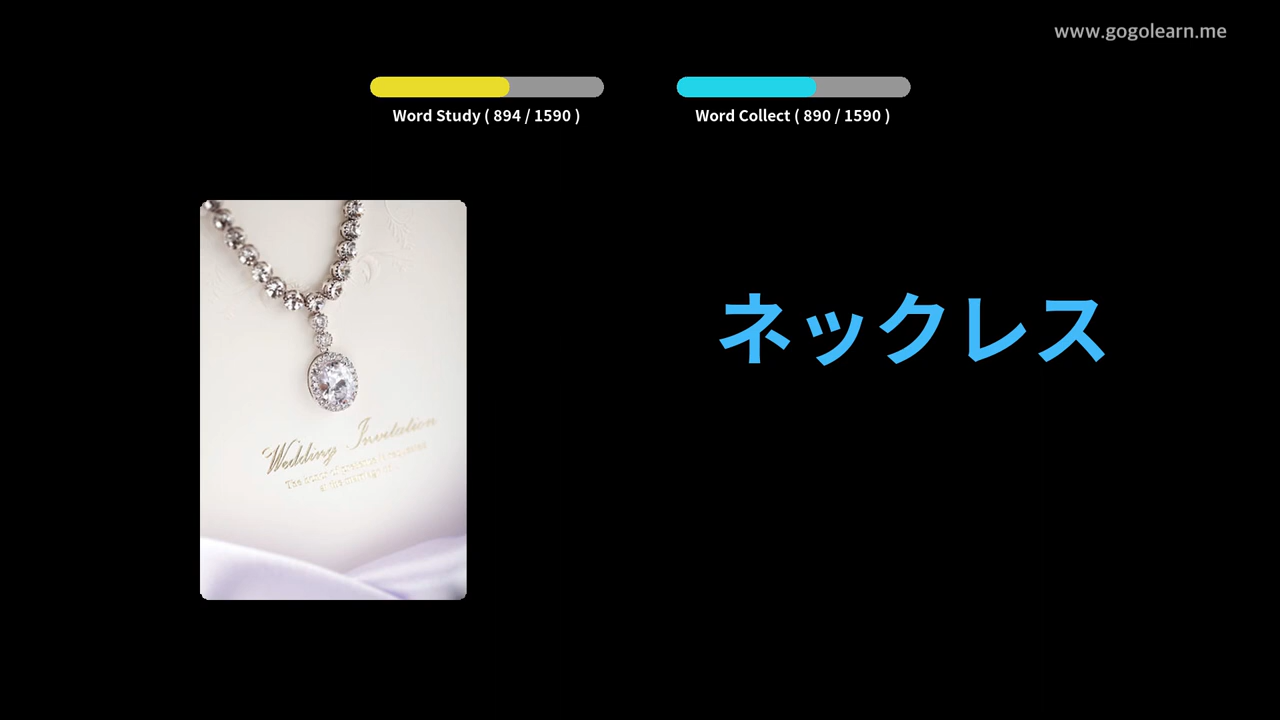 www.gogolearn.me
Word Study ( 894 / 1590 )
Word Collect ( 890 / 1590 )
ネックレス
Wedding Invitation